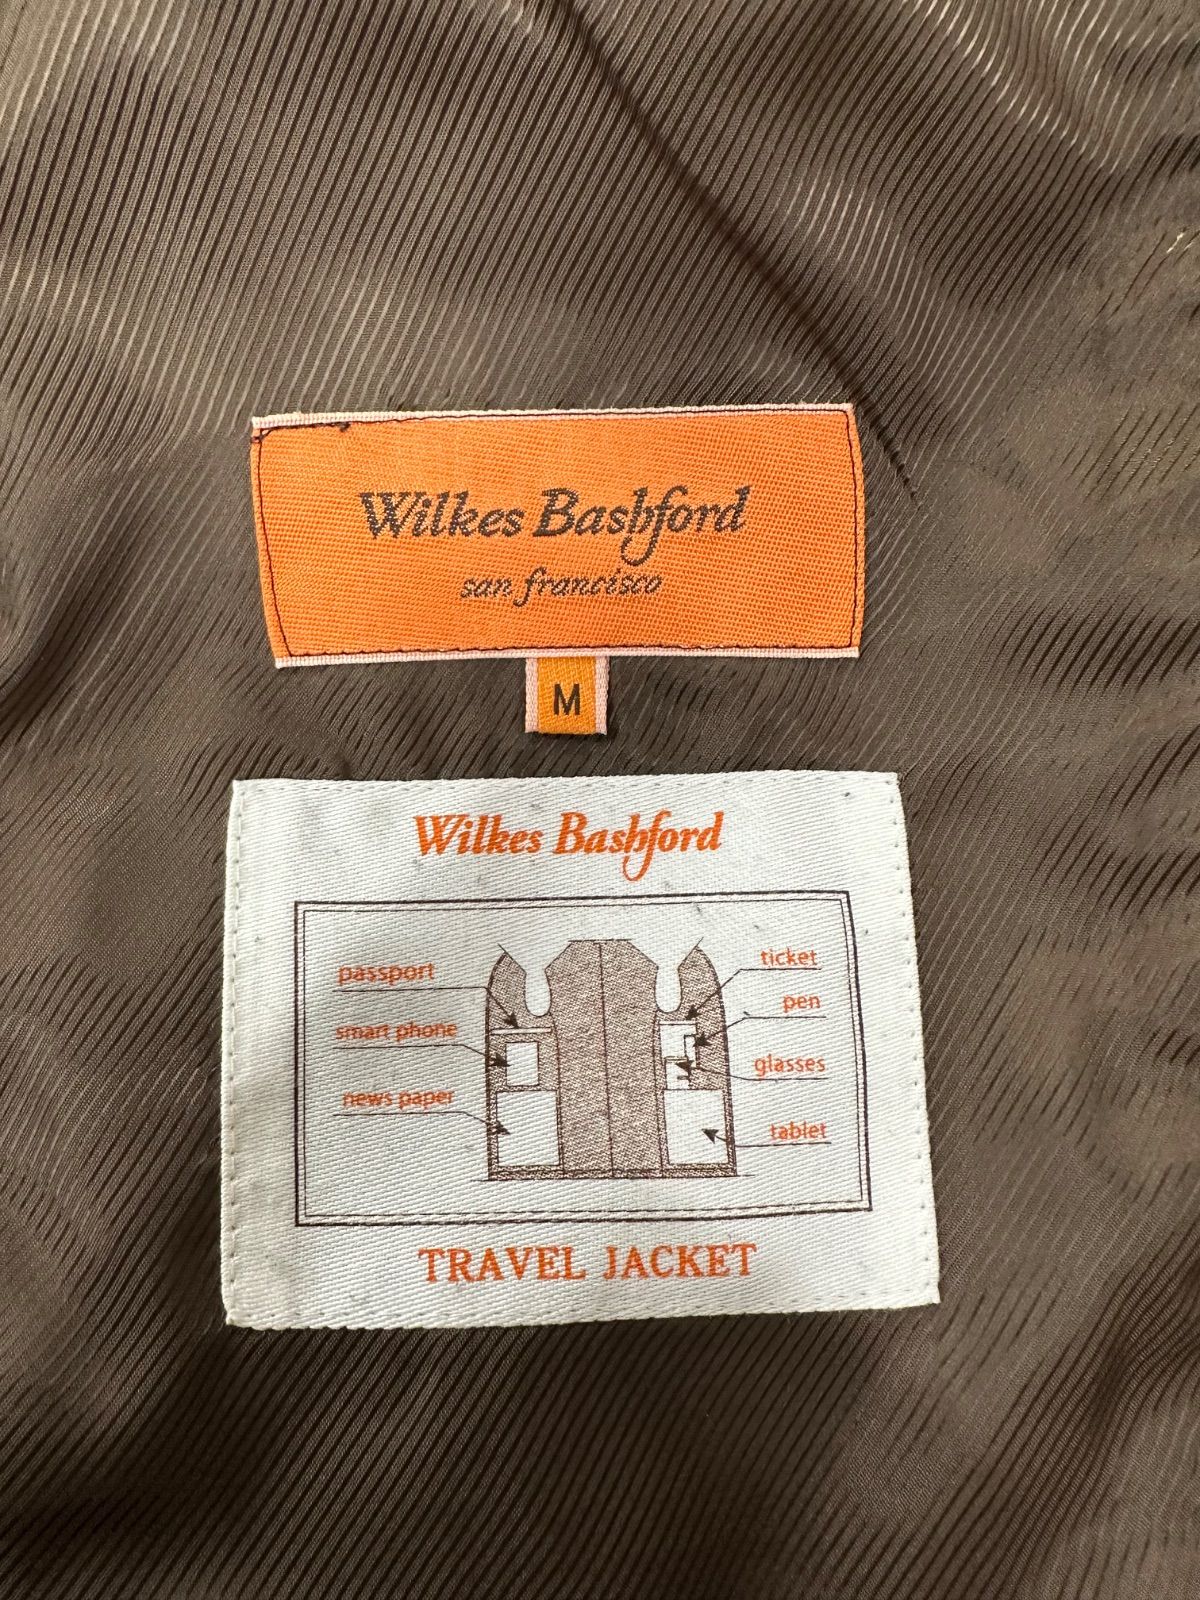 Wilkes Bashford
san francisco
M
Wilkes Bashford
passport
smart phone
news paper
ticket
pen
glasses
tablet
TRAVEL JACKET